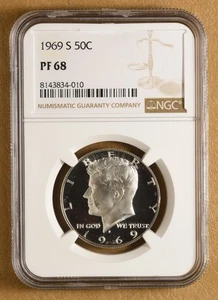 1969 S 50C
PF 68
8143834-010
NUMISMATIC GUARANTY COMPANY
NGC
LIBERTY
IN GOD WE TRUST
1969